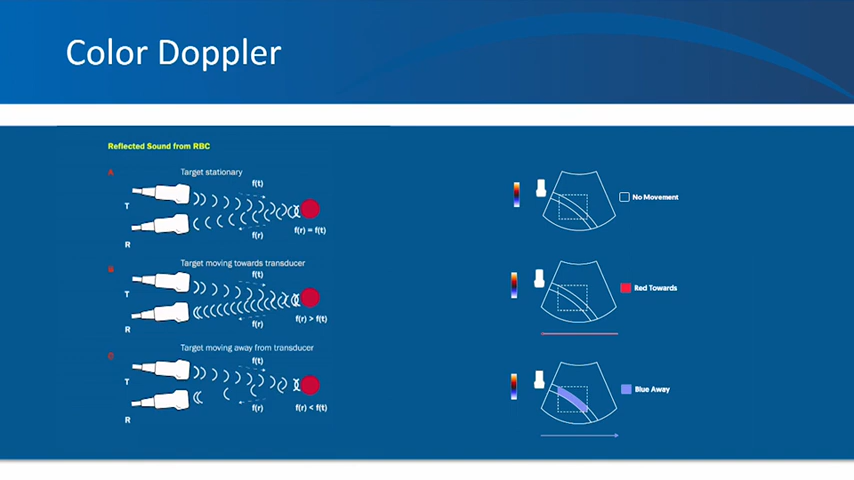 Color Doppler
Reflected Sound from RBC
A
Target stationary
f(t)
T
f(r)
f(r) = f(t)
R
B
Target moving towards transducer
f(t)
T
f(r)
f(r) > f(t)
R
C
Target moving away from transducer
f(t)
T
f(r)
f(r) < f(t)
R
No Movement
Red Towards
Blue Away